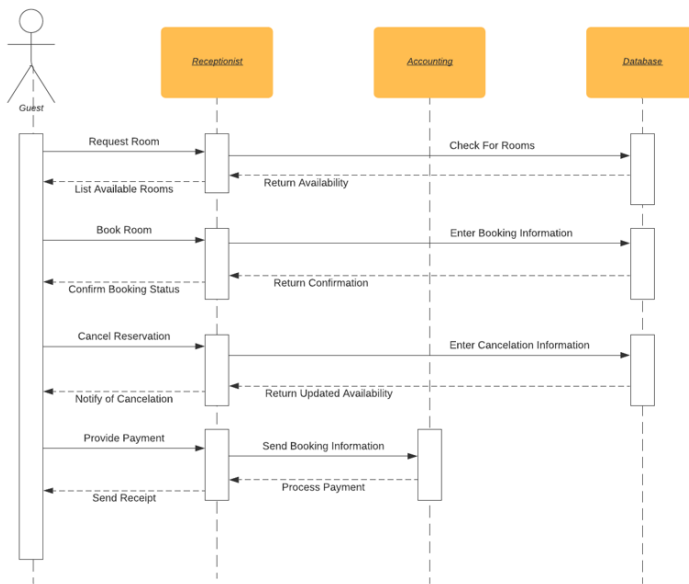 Receptionist
Accounting
Database
Guest
Request Room
Check For Rooms
List Available Rooms
Return Availability
Book Room
Enter Booking Information
Confirm Booking Status
Return Confirmation
Cancel Reservation
Enter Cancelation Information
Notify of Cancelation
Return Updated Availability
Provide Payment
Send Booking Information
Send Receipt
Process Payment